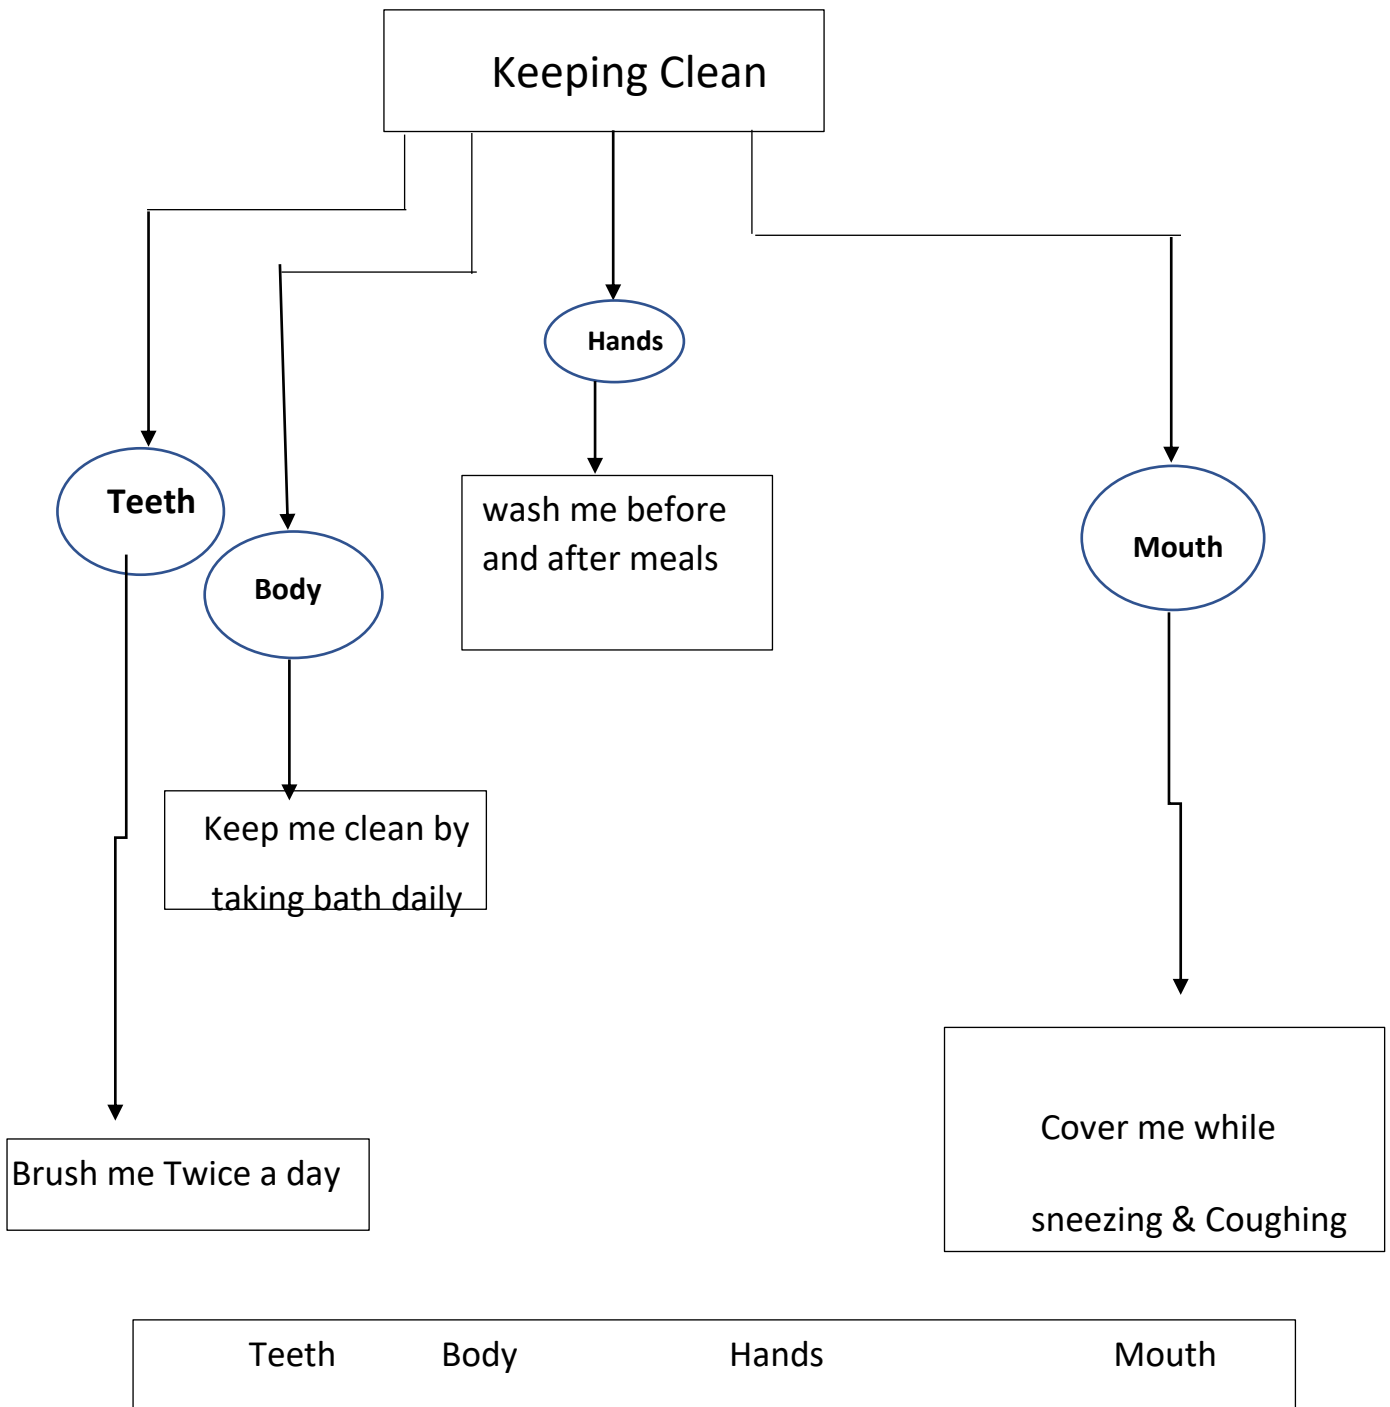 Keeping Clean
Hands
Teeth
wash me before
and after meals
Mouth
Body
Keep me clean by
taking bath daily
Cover me while
Brush me Twice a day
sneezing & Coughing
Teeth Body Hands Mouth